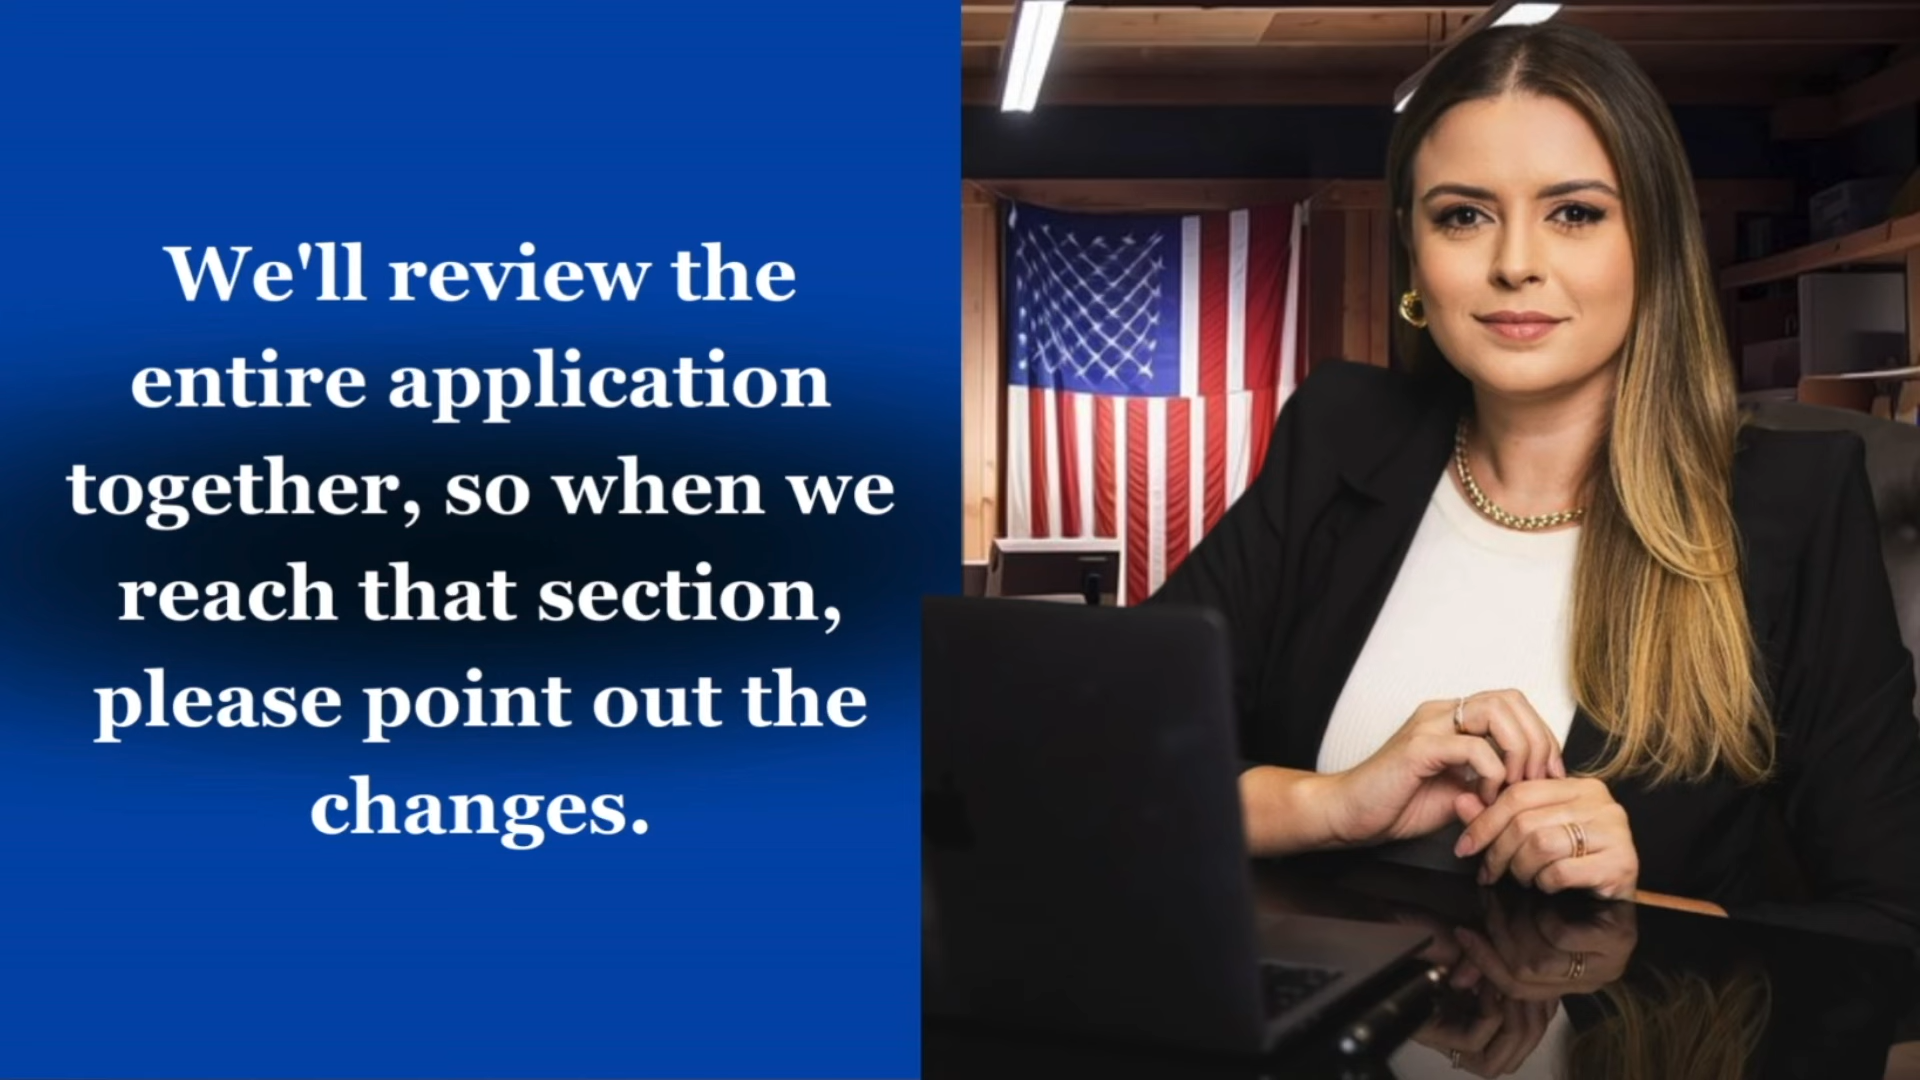 We'll review the
entire application
together, so when we
reach that section,
please point out the
changes.